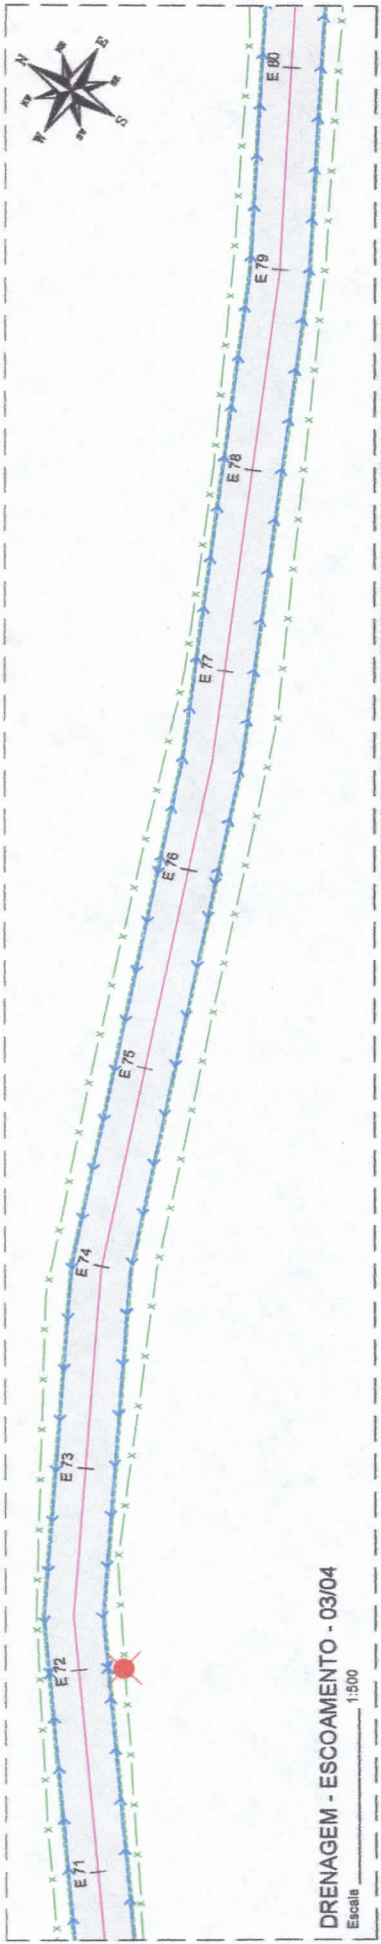 N
E
S
W
E 80
E 79
E 78
E 77
E 76
E 75
E 74
E 73
E 72
E 71
DRENAGEM - ESCOAMENTO - 03/04
Escala 1:500